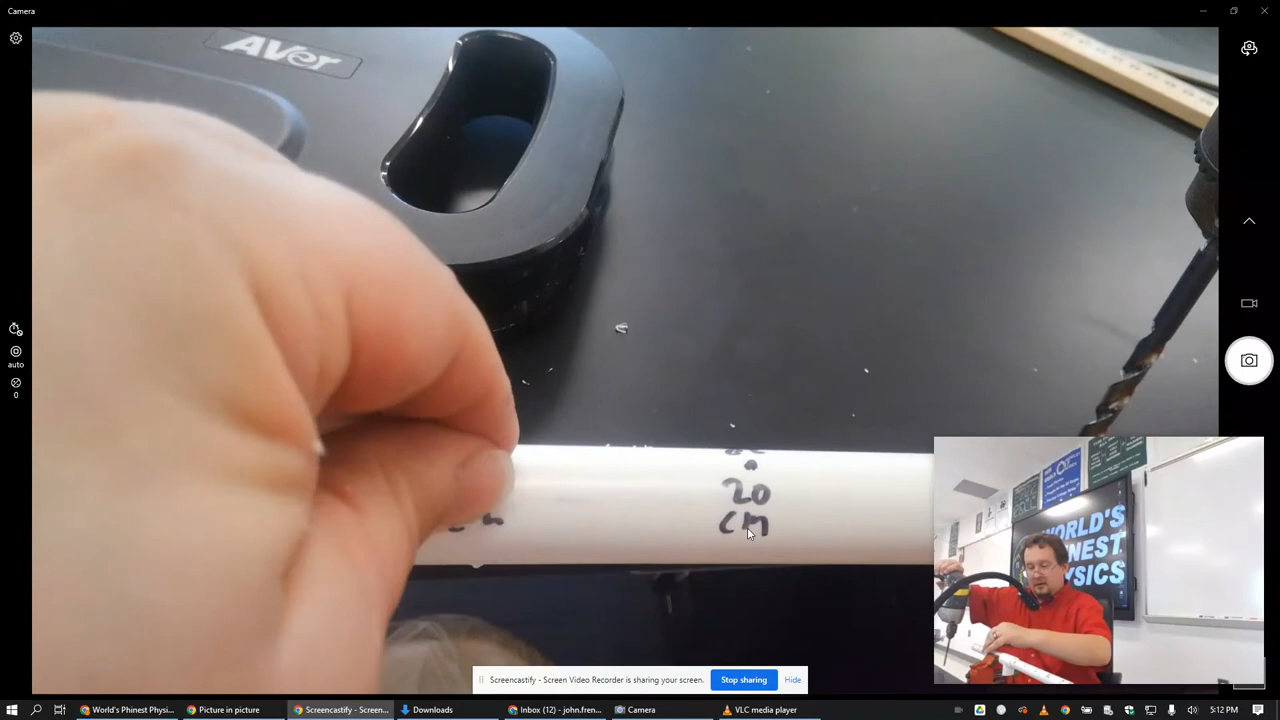 Camera
AVer
auto
0
20
cm
WORLD'S
INEST
YSICS
Screencastify - Screen Video Recorder is sharing your screen.
Stop sharing
Hide
World's Phinest Physi...
Picture in picture
Screencastify - Screen...
Downloads
Inbox (12) - john.fren...
Camera
VLC media player
5:12 PM